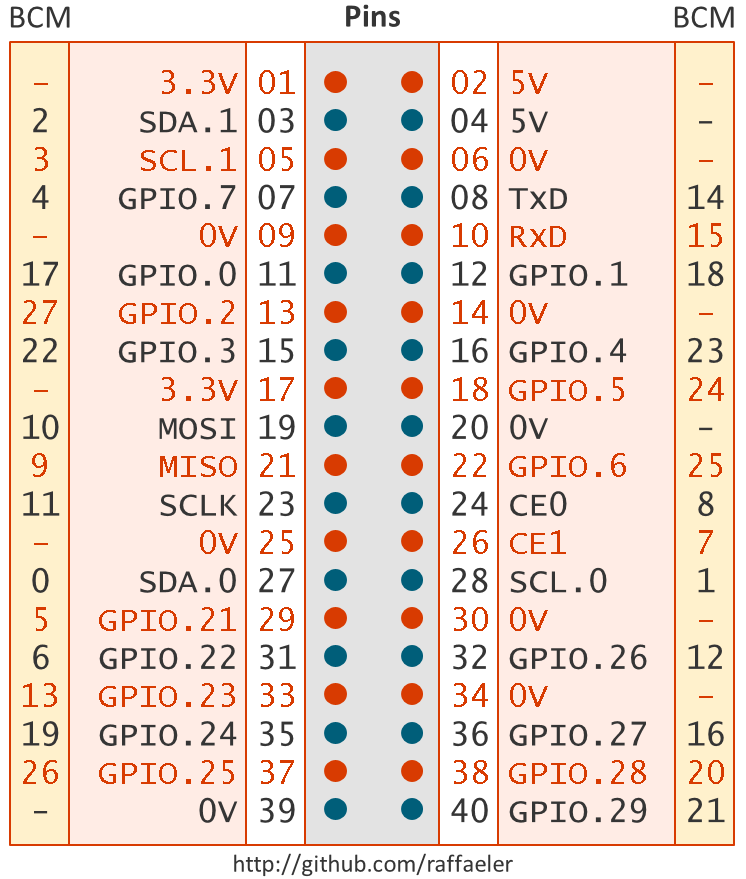 BCM Pins BCM
– 3.3V 01 02 5V –
2 SDA.1 03 04 5V –
3 SCL.1 05 06 0V –
4 GPIO.7 07 08 TxD 14
– 0V 09 10 RxD 15
17 GPIO.0 11 12 GPIO.1 18
27 GPIO.2 13 14 0V –
22 GPIO.3 15 16 GPIO.4 23
– 3.3V 17 18 GPIO.5 24
10 MOSI 19 20 0V –
9 MISO 21 22 GPIO.6 25
11 SCLK 23 24 CE0 8
– 0V 25 26 CE1 7
0 SDA.0 27 28 SCL.0 1
5 GPIO.21 29 30 0V –
6 GPIO.22 31 32 GPIO.26 12
13 GPIO.23 33 34 0V –
19 GPIO.24 35 36 GPIO.27 16
26 GPIO.25 37 38 GPIO.28 20
– 0V 39 40 GPIO.29 21
http://github.com/raffaeler